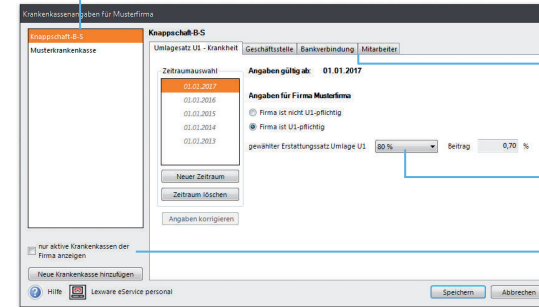 Krankenkassenangaben für Musterfirma
Knappschaft-B-S
Musterkrankenkasse
nur aktive Krankenkassen der
Firma anzeigen
Neue Krankenkasse hinzufügen
Knappschaft-B-S
Umlagesatz U1 - Krankheit Geschäftsstelle Bankverbindung Mitarbeiter
Zeitraumauswahl
01.01.2017
01.01.2016
01.01.2015
01.01.2014
01.01.2013
Neuer Zeitraum
Zeitraum löschen
Angaben korrigieren
Angaben gültig ab: 01.01.2017
Angaben für Firma Musterfirma
Firma ist nicht U1-pflichtig
Firma ist U1-pflichtig
gewählter Erstattungssatz Umlage U1 80 % Beitrag 0,70 %
Hilfe Lexware eService personal
Speichern Abbrechen